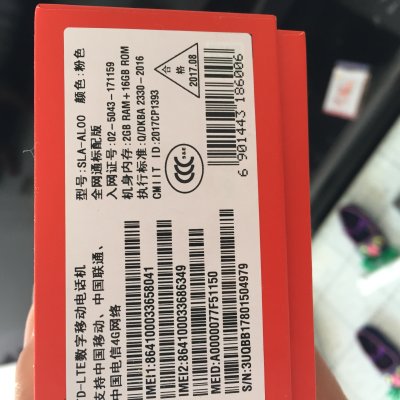 型号:SLA-AL00 颜色:粉色
全网通标配版
入网证号:02-5043-171159
机身内存:2GB RAM+16GB ROM
执行标准:Q/DKBA 2330-2016
CMIIT ID:2017CP1393
合格
2017.08
6 901443 186006
D-LTE数字移动电话机
支持中国移动、中国联通、
中国电信4G网络
IMEI1:864100033658041
IMEI2:864100033686349
MEID:A0000077F51150
S/N:3UQBB17801504979